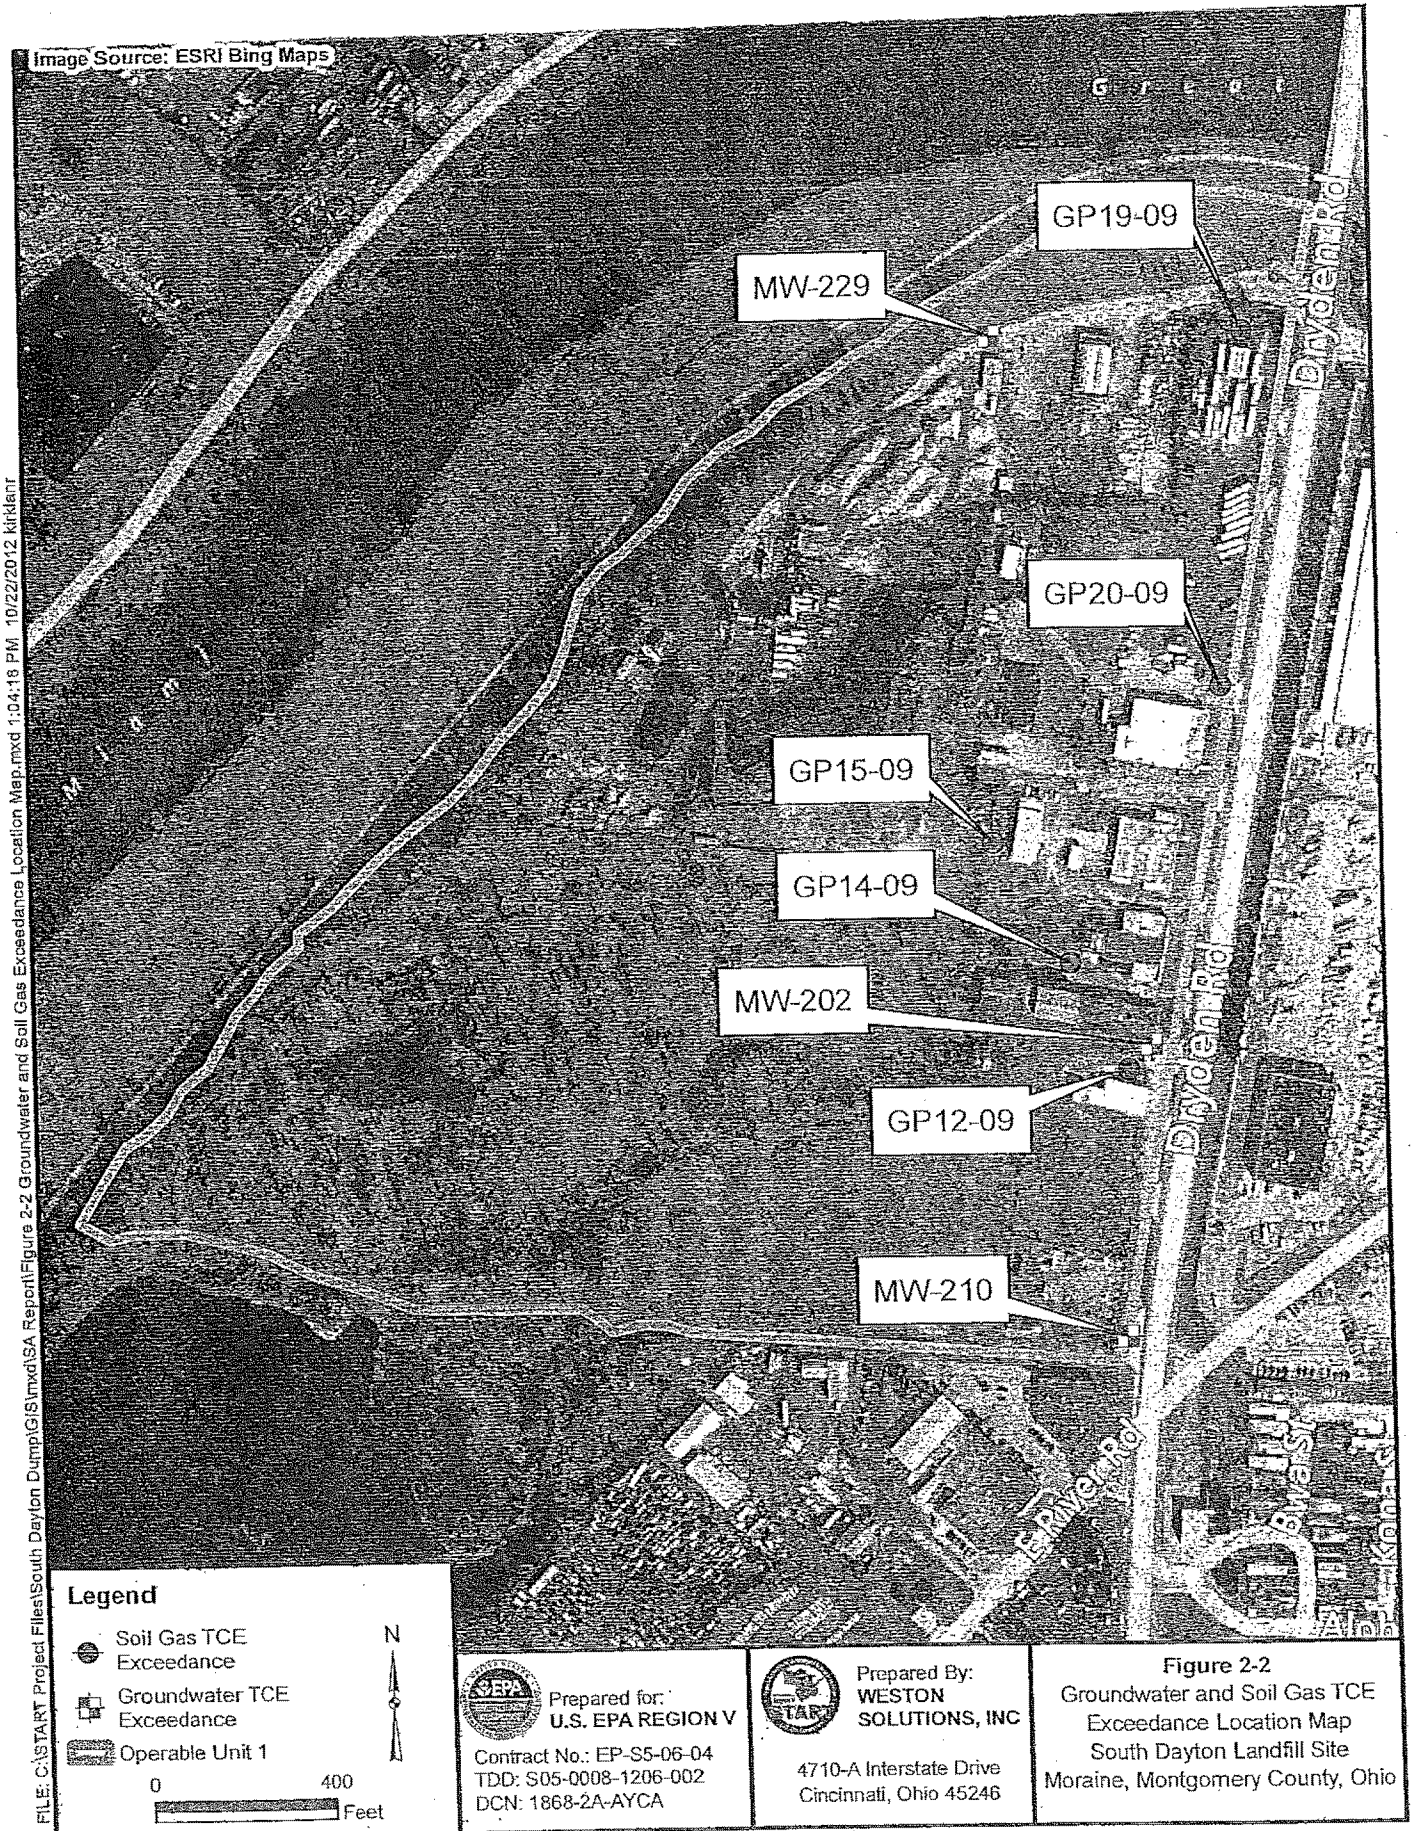 Image Source: ESRI Bing Maps
G r e a t
GP19-09
MW-229
Dryden Rd
GP20-09
M i a m i
GP15-09
GP14-09
MW-202
Dryden Rd
GP12-09
MW-210
E River Rd
Blwe
St
Kona
FILE: C:\START Project Files\South Dayton Dump\GIS\mxd\SA Report\Figure 2-2 Groundwater and Soil Gas Exceedance Location Map.mxd 1:04:18 PM 10/22/2012 kirklanr
Legend
Soil Gas TCE
Exceedance
Groundwater TCE
Exceedance
Operable Unit 1
N
0 400
Feet
EPA
Prepared for:
U.S. EPA REGION V
Contract No.: EP-S5-06-04
TDD: S05-0008-1206-002
DCN: 1868-2A-AYCA
START
Prepared By:
WESTON
SOLUTIONS, INC
4710-A Interstate Drive
Cincinnati, Ohio 45246
Figure 2-2
Groundwater and Soil Gas TCE
Exceedance Location Map
South Dayton Landfill Site
Moraine, Montgomery County, Ohio